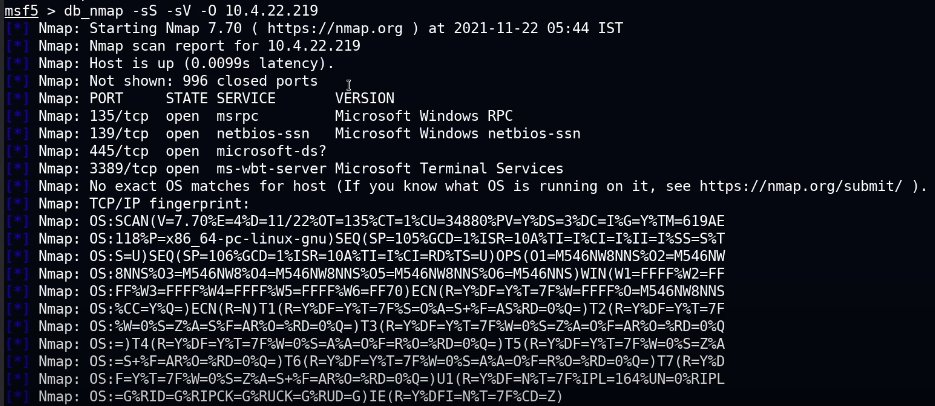 msf5 > db_nmap -sS -sV -O 10.4.22.219
[*] Nmap: Starting Nmap 7.70 ( https://nmap.org ) at 2021-11-22 05:44 IST
[*] Nmap: Nmap scan report for 10.4.22.219
[*] Nmap: Host is up (0.0099s latency).
[*] Nmap: Not shown: 996 closed ports
[*] Nmap: PORT     STATE SERVICE       VERSION
[*] Nmap: 135/tcp  open  msrpc         Microsoft Windows RPC
[*] Nmap: 139/tcp  open  netbios-ssn   Microsoft Windows netbios-ssn
[*] Nmap: 445/tcp  open  microsoft-ds?
[*] Nmap: 3389/tcp open  ms-wbt-server Microsoft Terminal Services
[*] Nmap: No exact OS matches for host (If you know what OS is running on it, see https://nmap.org/submit/ ).
[*] Nmap: TCP/IP fingerprint:
[*] Nmap: OS:SCAN(V=7.70%E=4%D=11/22%OT=135%CT=1%CU=34880%PV=Y%DS=3%DC=I%G=Y%TM=619AE
[*] Nmap: OS:118%P=x86_64-pc-linux-gnu)SEQ(SP=105%GCD=1%ISR=10A%TI=I%CI=I%II=I%SS=S%T
[*] Nmap: OS:S=U)SEQ(SP=106%GCD=1%ISR=10A%TI=I%CI=RD%TS=U)OPS(O1=M546NW8NNS%O2=M546NW
[*] Nmap: OS:8NNS%O3=M546NW8%O4=M546NW8NNS%O5=M546NW8NNS%O6=M546NNS)WIN(W1=FFFF%W2=FF
[*] Nmap: OS:FF%W3=FFFF%W4=FFFF%W5=FFFF%W6=FF70)ECN(R=Y%DF=Y%T=7F%W=FFFF%O=M546NW8NNS
[*] Nmap: OS:%CC=Y%Q=)ECN(R=N)T1(R=Y%DF=Y%T=7F%S=O%A=S+%F=AS%RD=0%Q=)T2(R=Y%DF=Y%T=7F
[*] Nmap: OS:%W=0%S=Z%A=S%F=AR%O=%RD=0%Q=)T3(R=Y%DF=Y%T=7F%W=0%S=Z%A=O%F=AR%O=%RD=0%Q
[*] Nmap: OS:=)T4(R=Y%DF=Y%T=7F%W=0%S=A%A=O%F=R%O=%RD=0%Q=)T5(R=Y%DF=Y%T=7F%W=0%S=Z%A
[*] Nmap: OS:=S+%F=AR%O=%RD=0%Q=)T6(R=Y%DF=Y%T=7F%W=0%S=A%A=O%F=R%O=%RD=0%Q=)T7(R=Y%D
[*] Nmap: OS:F=Y%T=7F%W=0%S=Z%A=S+%F=AR%O=%RD=0%Q=)U1(R=Y%DF=N%T=7F%IPL=164%UN=0%RIPL
[*] Nmap: OS:=G%RID=G%RIPCK=G%RUCK=G%RUD=G)IE(R=Y%DFI=N%T=7F%CD=Z)